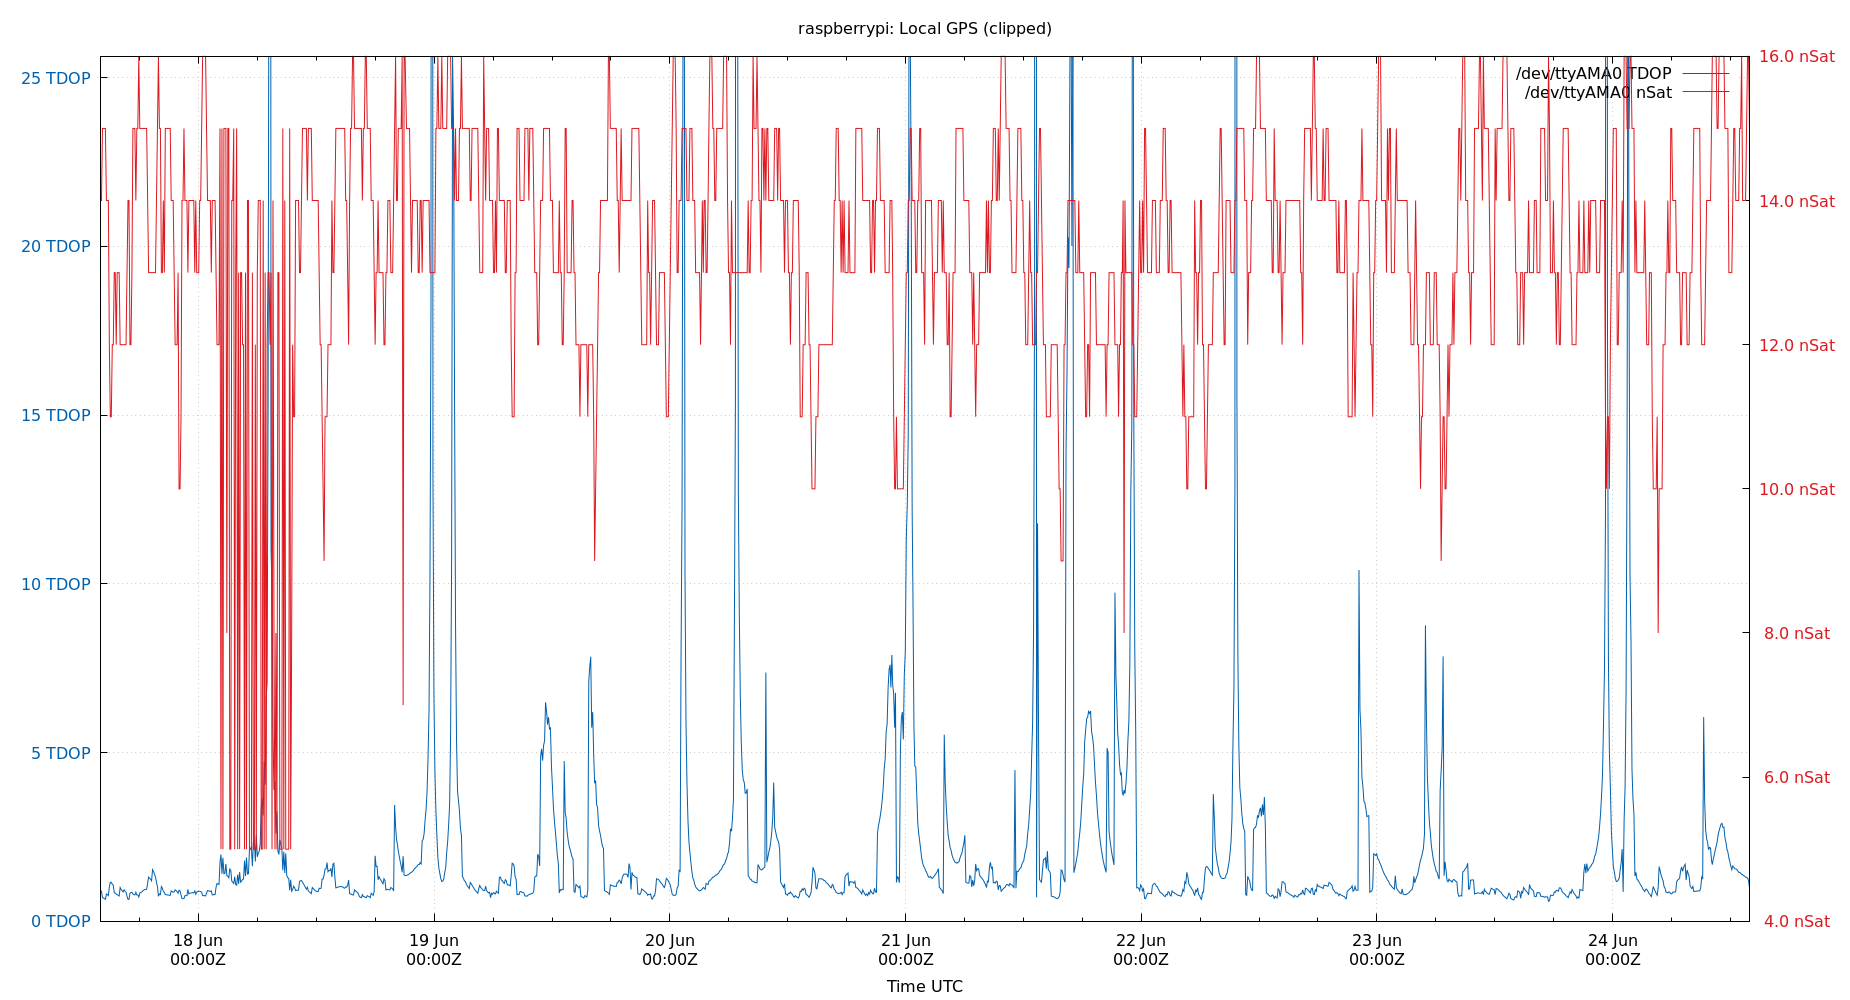 raspberrypi: Local GPS (clipped)
25 TDOP
20 TDOP
15 TDOP
10 TDOP
5 TDOP
0 TDOP
16.0 nSat
14.0 nSat
12.0 nSat
10.0 nSat
8.0 nSat
6.0 nSat
4.0 nSat
/dev/ttyAMA0 TDOP
/dev/ttyAMA0 nSat
18 Jun
00:00Z
19 Jun
00:00Z
20 Jun
00:00Z
21 Jun
00:00Z
22 Jun
00:00Z
23 Jun
00:00Z
24 Jun
00:00Z
Time UTC